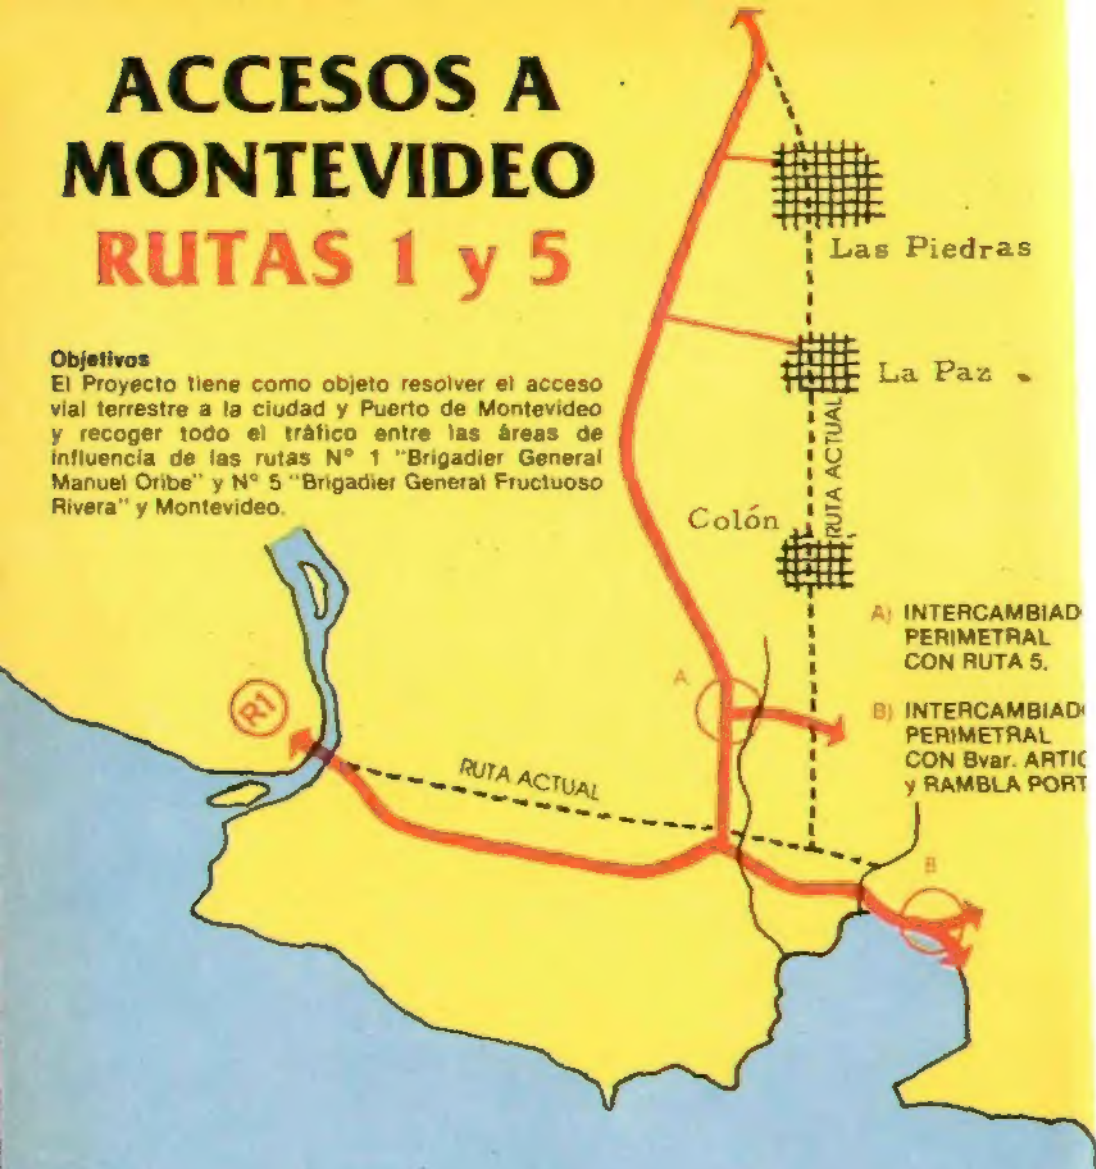 ACCESOS A
MONTEVIDEO
RUTAS 1 y 5
Objetivos
El Proyecto tiene como objeto resolver el acceso
vial terrestre a la ciudad y Puerto de Montevideo
y recoger todo el tráfico entre las áreas de
influencia de las rutas N° 1 "Brigadier General
Manuel Oribe" y N° 5 "Brigadier General Fructuoso
Rivera" y Montevideo.
Las Piedras
La Paz
RUTA ACTUAL
Colón
A) INTERCAMBIAD
PERIMETRAL
CON RUTA 5.
A
R1
B) INTERCAMBIADO
PERIMETRAL
CON Bvar. ARTIG
y RAMBLA PORT
RUTA ACTUAL
B